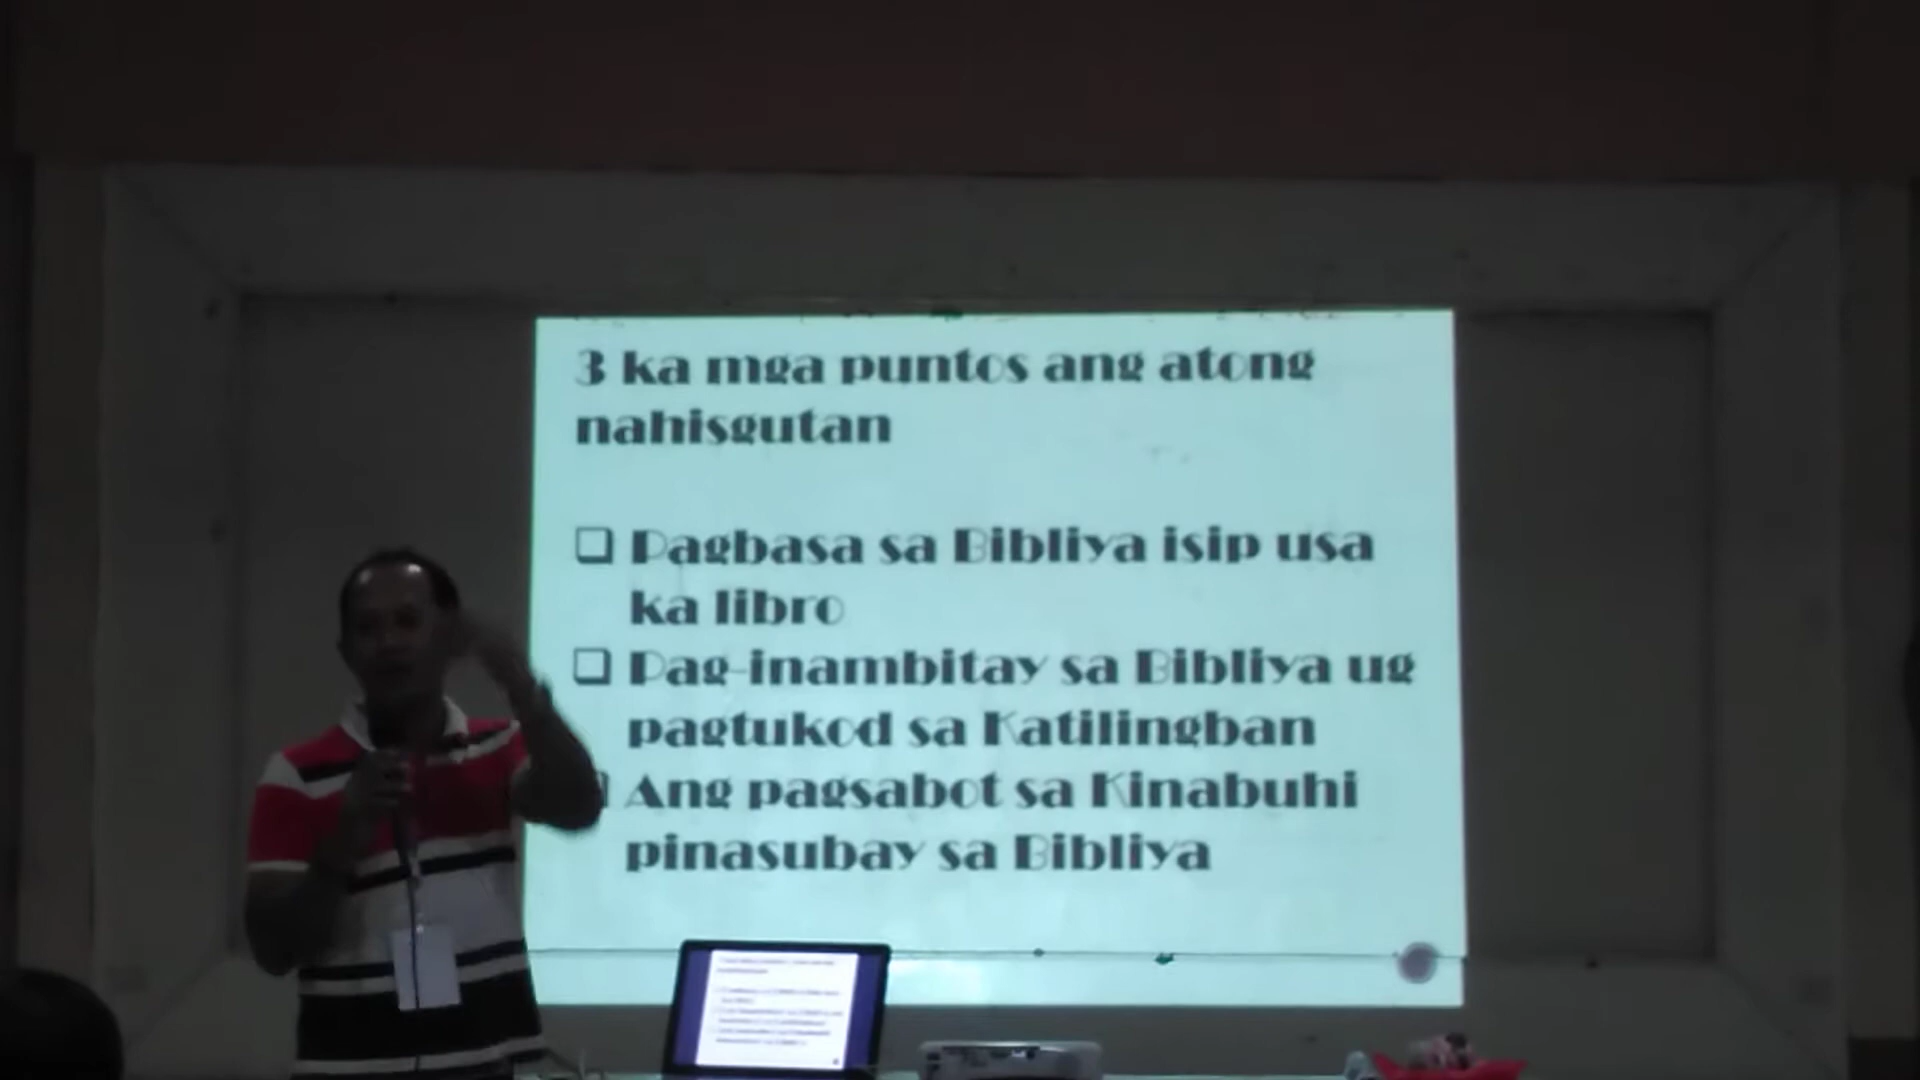 3 ka mga puntos ang atong
nahisgutan
❑ Pagbasa sa Bibliya isip usa
ka libro
❑ Pag-inambitay sa Bibliya ug
pagtukod sa Katilingban
❑ Ang pagsabot sa Kinabuhi
pinasubay sa Bibliya